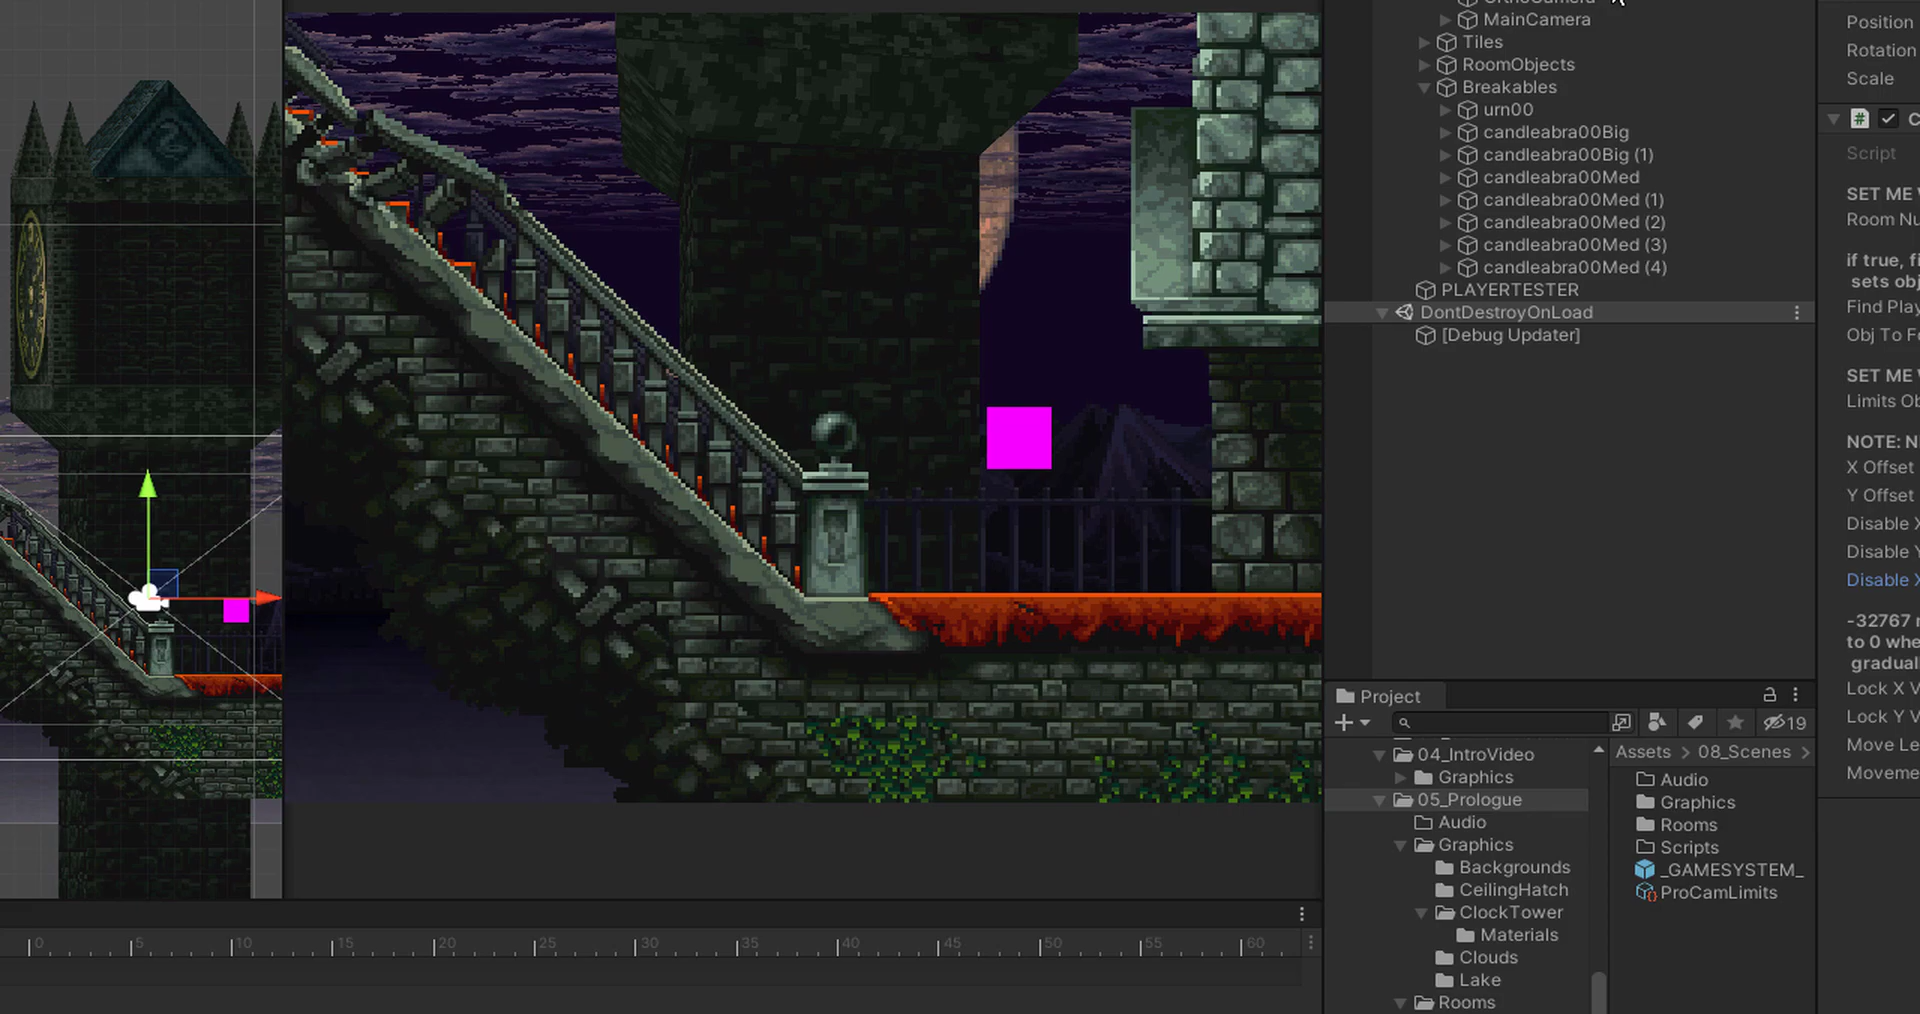 MainCamera
Tiles
RoomObjects
Breakables
urn00
candleabra00Big
candleabra00Big (1)
candleabra00Med
candleabra00Med (1)
candleabra00Med (2)
candleabra00Med (3)
candleabra00Med (4)
PLAYERTESTER
DontDestroyOnLoad
[Debug Updater]
Position
Rotation
Scale
Script
SET ME
Room Nu
if true, fi
sets obj
Find Play
Obj To Fo
SET ME
Limits Ob
NOTE: N
X Offset
Y Offset
Disable X
Disable Y
Disable X
-32767
to 0 whe
gradual
Lock X V
Lock Y V
Move Le
Moveme
Project
19
04_IntroVideo
Graphics
05_Prologue
Audio
Graphics
Backgrounds
CeilingHatch
ClockTower
Materials
Clouds
Lake
Rooms
Assets > 08_Scenes >
Audio
Graphics
Rooms
Scripts
_GAMESYSTEM_
ProCamLimits
0 5 10 15 20 25 30 35 40 45 50 55 60